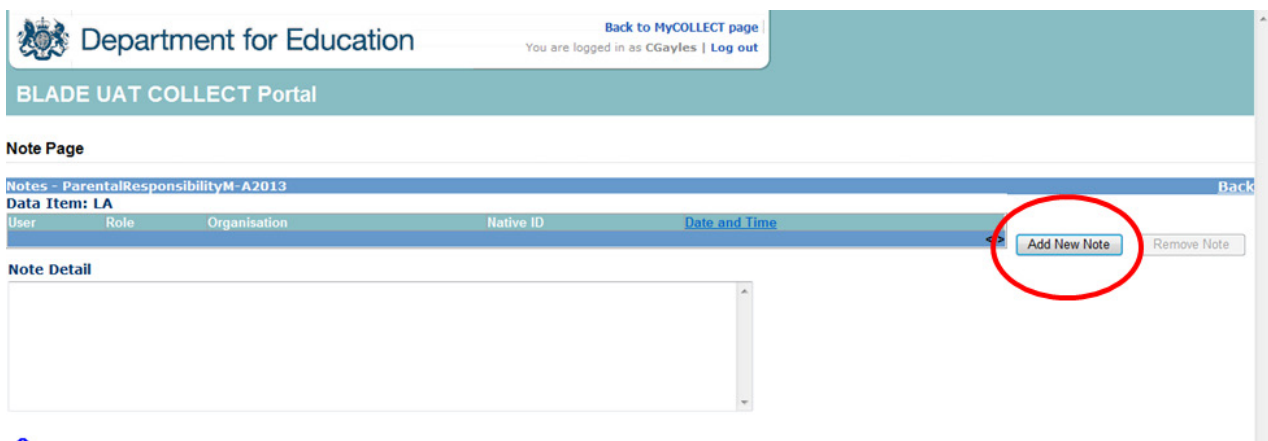 Back to MyCOLLECT page |
Department for Education
You are logged in as CGayles | Log out
BLADE UAT COLLECT Portal
Note Page
Notes - ParentalResponsibilityM-A2013 Back
Data Item: LA
User Role Organisation Native ID Date and Time
<> Add New Note Remove Note
Note Detail